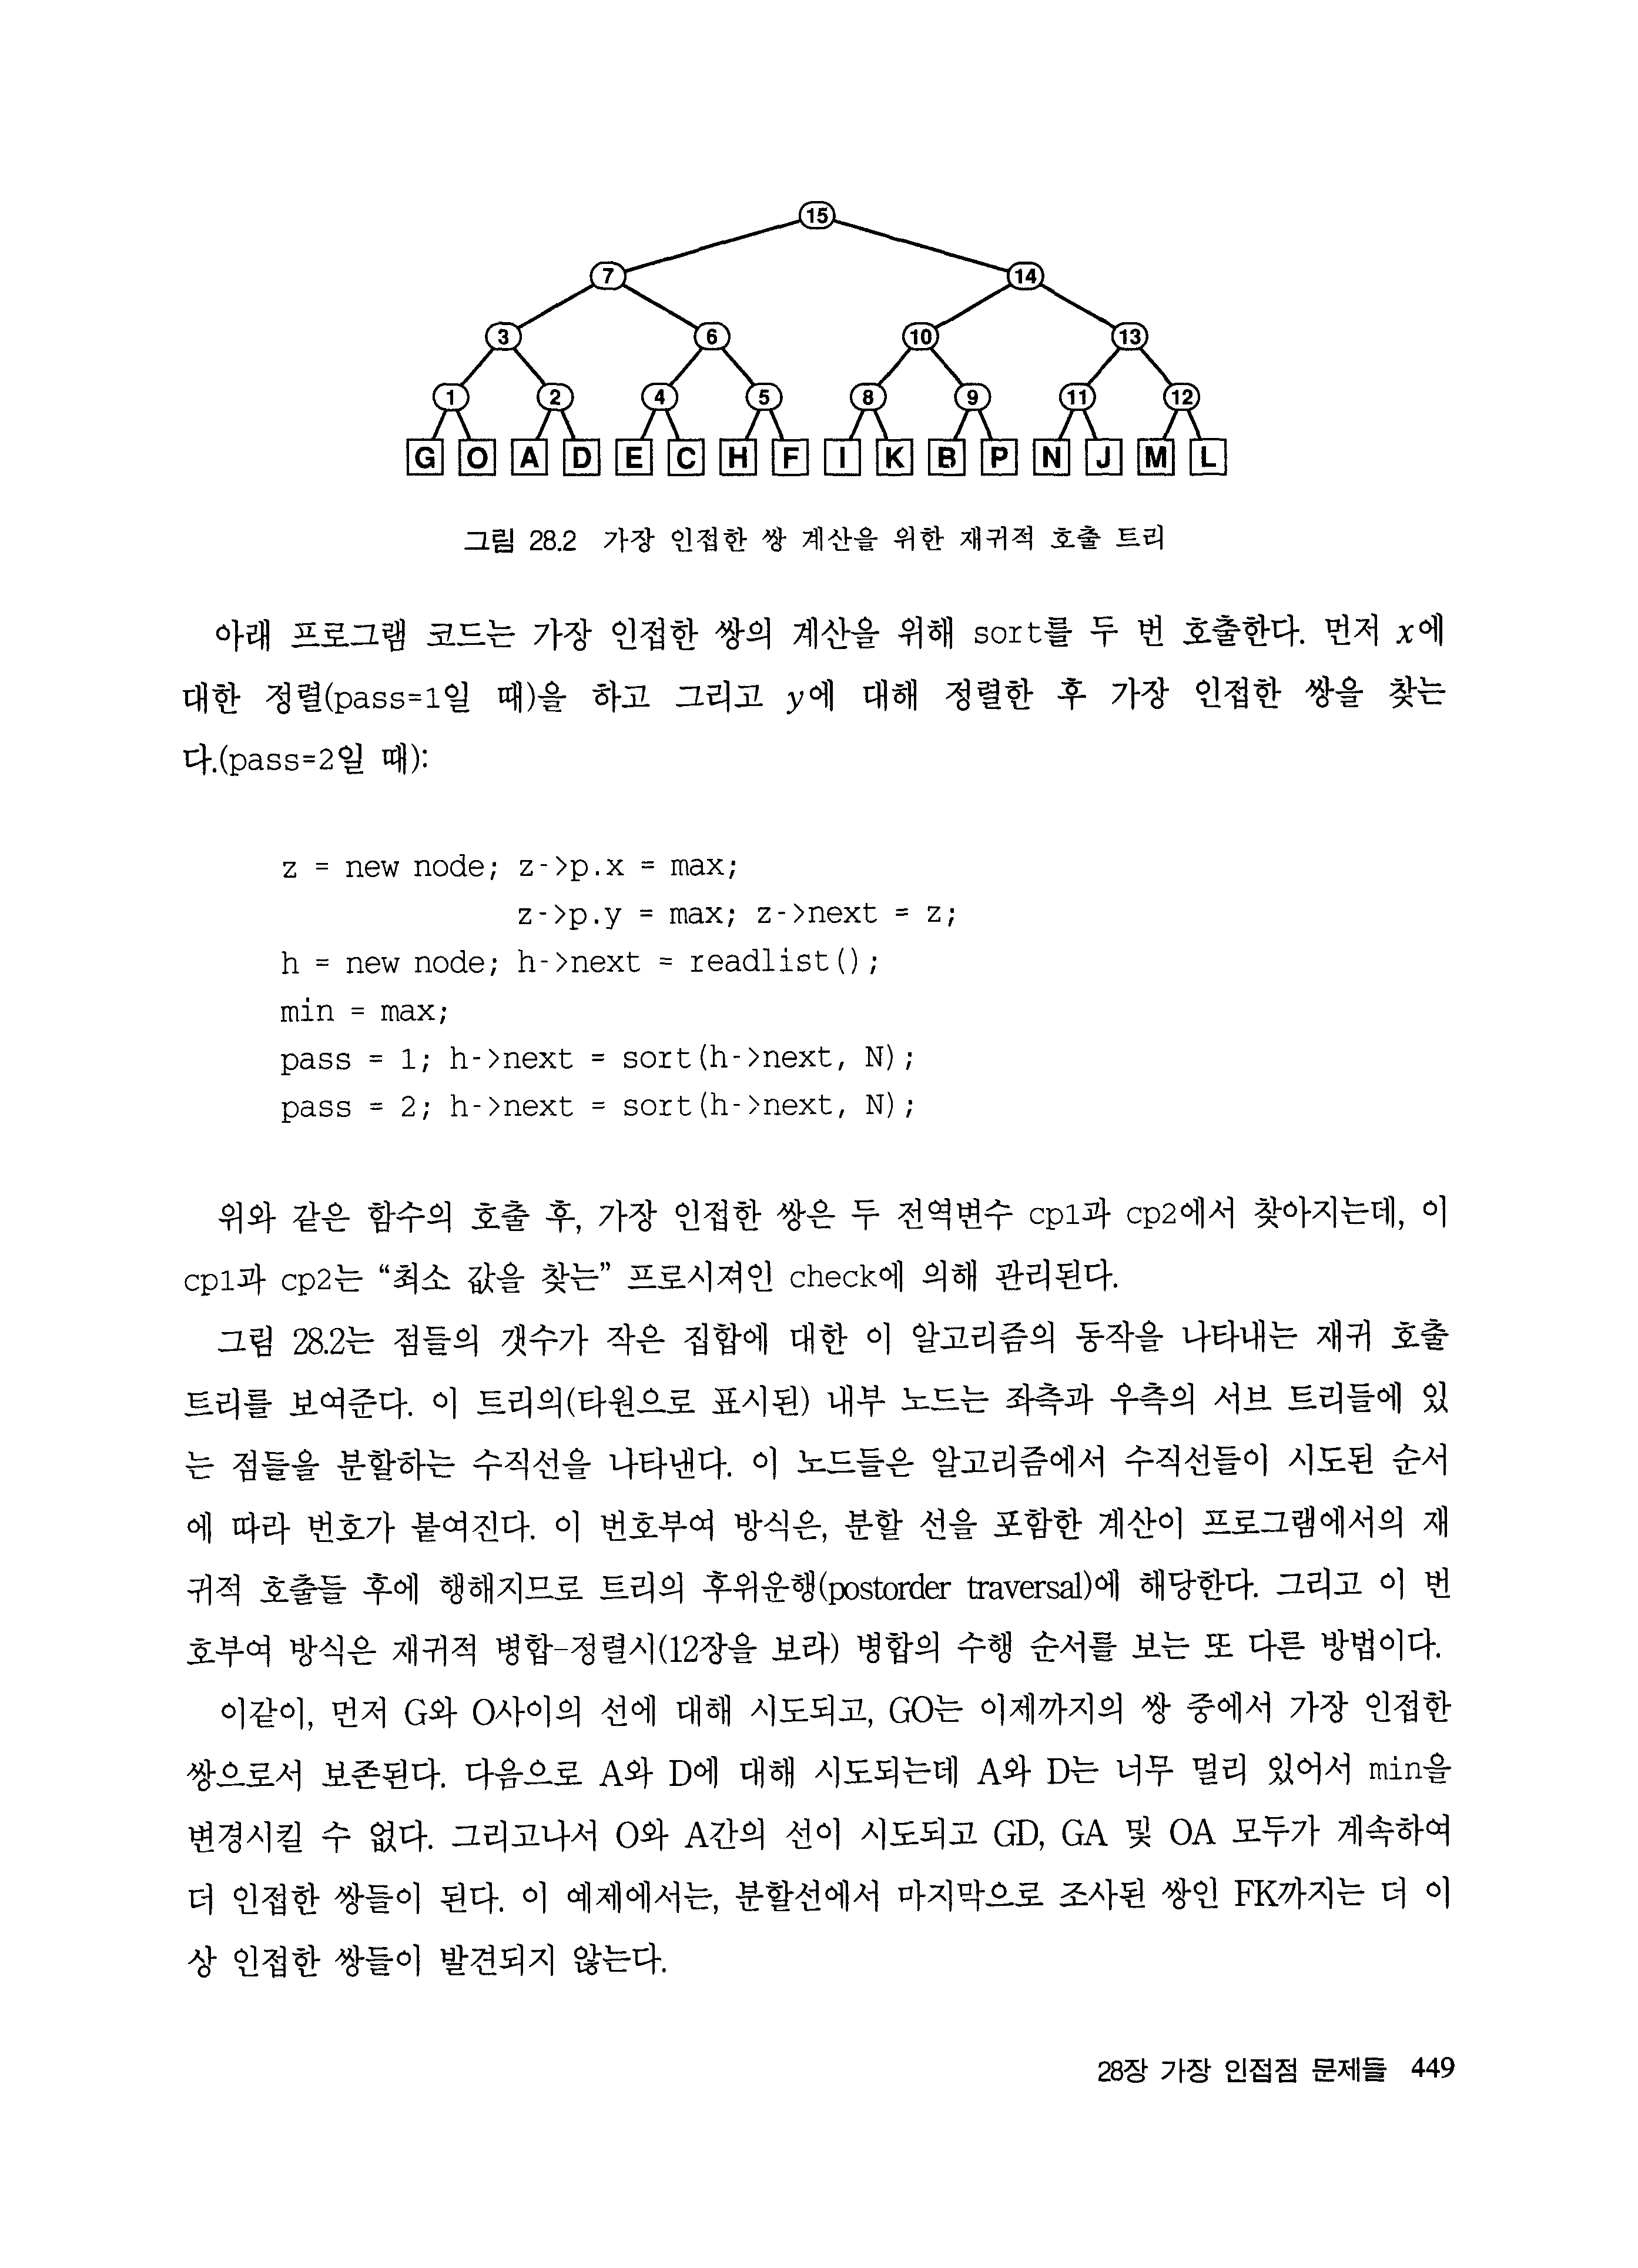 15
7 14
3 6 10 13
1 2 4 5 8 9 11 12
G O A D E C H F I K B P N J M L
그림 28.2 가장 인접한 쌍 계산을 위한 재귀적 호출 트리
아래 프로그램 코드는 가장 인접한 쌍의 계산을 위해 sort를 두 번 호출한다. 먼저 x에
대한 정렬(pass=1일 때)을 하고 그리고 y에 대해 정렬한 후 가장 인접한 쌍을 찾는
다.(pass=2일 때):
z = new node; z->p.x = max;
z->p.y = max; z->next = z;
h = new node; h->next = readlist();
min = max;
pass = 1; h->next = sort(h->next, N);
pass = 2; h->next = sort(h->next, N);
위와 같은 함수의 호출 후, 가장 인접한 쌍은 두 전역변수 cp1과 cp2에서 찾아지는데, 이
cp1과 cp2는 “최소 값을 찾는” 프로시져인 check에 의해 관리된다.
그림 28.2는 점들의 갯수가 작은 집합에 대한 이 알고리즘의 동작을 나타내는 재귀 호출
트리를 보여준다. 이 트리의(타원으로 표시된) 내부 노드는 좌측과 우측의 서브 트리들에 있
는 점들을 분할하는 수직선을 나타낸다. 이 노드들은 알고리즘에서 수직선들이 시도된 순서
에 따라 번호가 붙여진다. 이 번호부여 방식은, 분할 선을 포함한 계산이 프로그램에서의 재
귀적 호출들 후에 행해지므로 트리의 후위운행(postorder traversal)에 해당한다. 그리고 이 번
호부여 방식은 재귀적 병합-정렬시(12장을 보라) 병합의 수행 순서를 보는 또 다른 방법이다.
이같이, 먼저 G와 O사이의 선에 대해 시도되고, GO는 이제까지의 쌍 중에서 가장 인접한
쌍으로서 보존된다. 다음으로 A와 D에 대해 시도되는데 A와 D는 너무 멀리 있어서 min을
변경시킬 수 없다. 그리고나서 O와 A간의 선이 시도되고 GD, GA 및 OA 모두가 계속하여
더 인접한 쌍들이 된다. 이 예제에서는, 분할선에서 마지막으로 조사된 쌍인 FK까지는 더 이
상 인접한 쌍들이 발견되지 않는다.
28장 가장 인접점 문제들 449